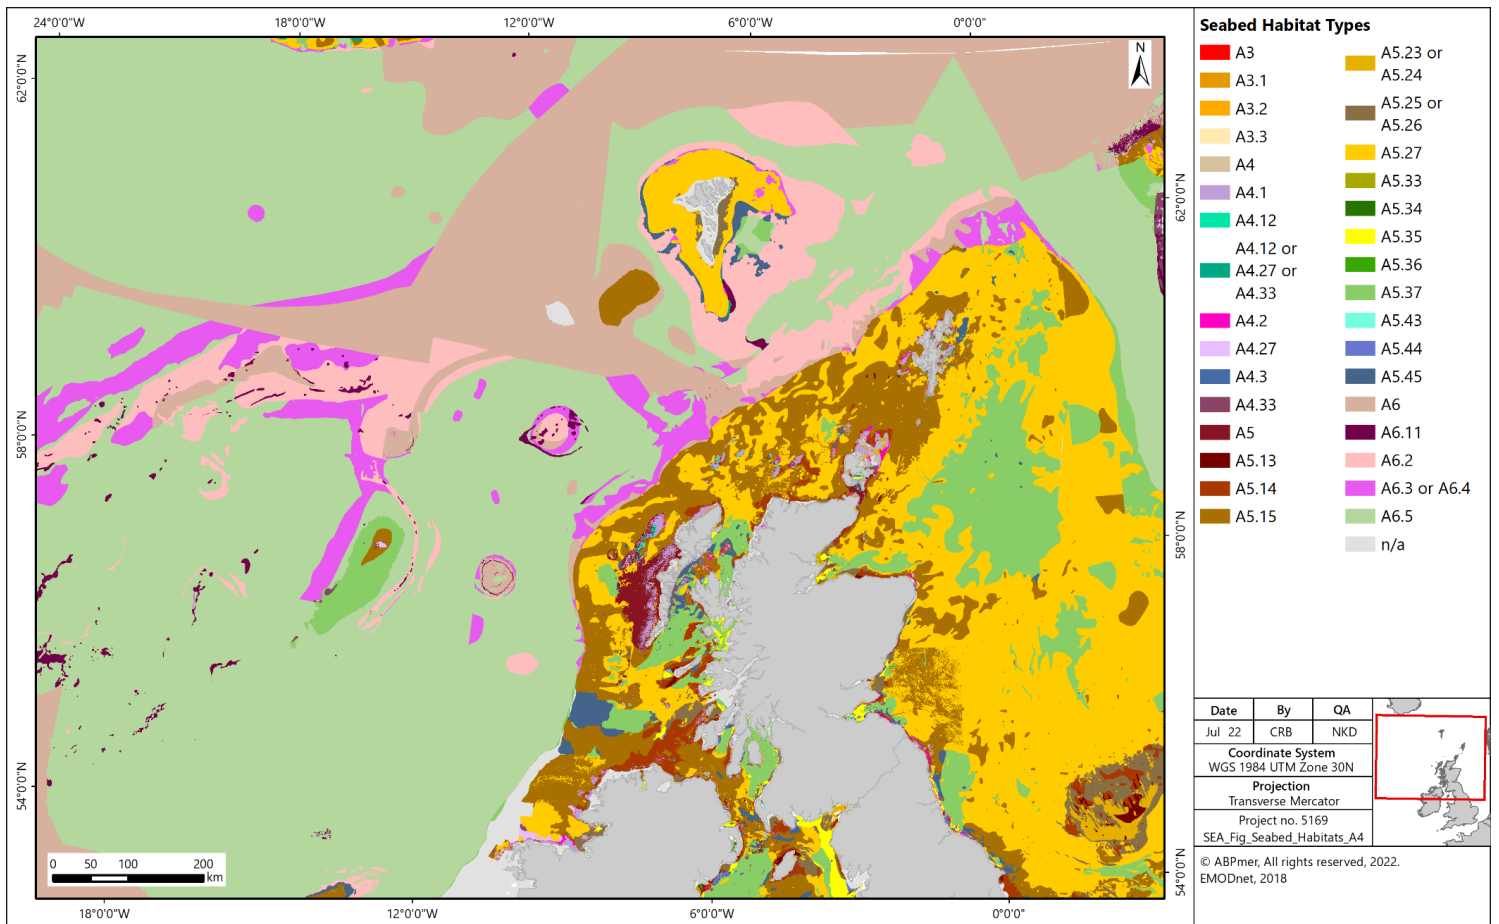 24°0'0"W
18°0'0"W
12°0'0"W
6°0'0"W
0°0'0"
62°0'0"N
58°0'0"N
54°0'0"N
N
0 50 100 200
km
62°0'0"N
58°0'0"N
54°0'0"N
18°0'0"W
12°0'0"W
6°0'0"W
0°0'0"
Seabed Habitat Types
A3
A3.1
A3.2
A3.3
A4
A4.1
A4.12
A4.12 or
A4.27 or
A4.33
A4.2
A4.27
A4.3
A4.33
A5
A5.13
A5.14
A5.15
A5.23 or
A5.24
A5.25 or
A5.26
A5.27
A5.33
A5.34
A5.35
A5.36
A5.37
A5.43
A5.44
A5.45
A6
A6.11
A6.2
A6.3 or A6.4
A6.5
n/a
Date By QA
Jul 22 CRB NKD
Coordinate System
WGS 1984 UTM Zone 30N
Projection
Transverse Mercator
Project no. 5169
SEA_Fig_Seabed_Habitats_A4
© ABPmer, All rights reserved, 2022.
EMODnet, 2018